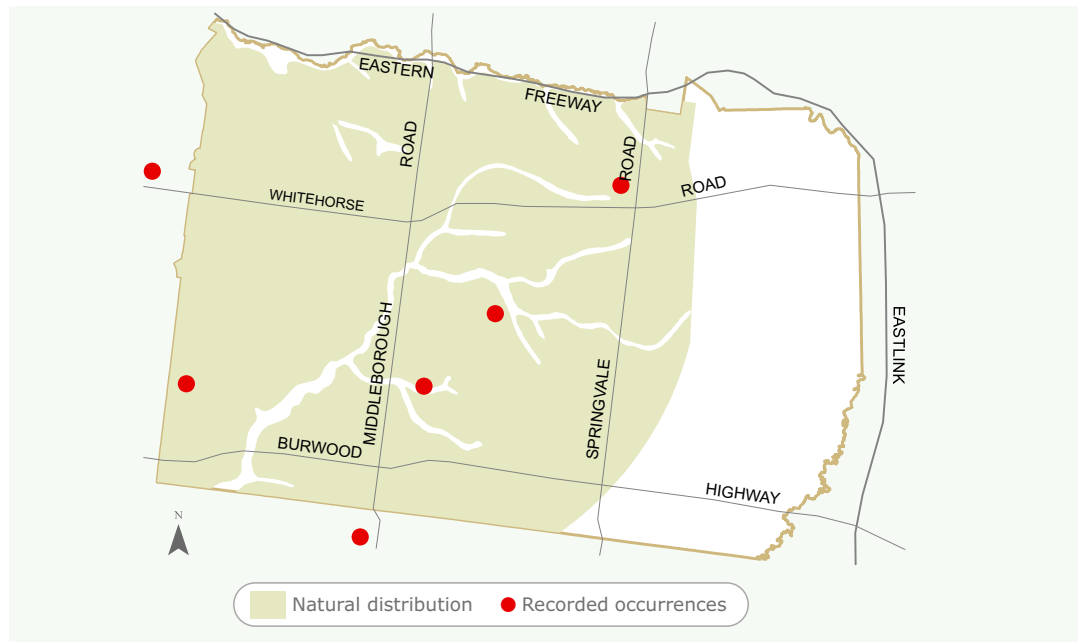 EASTERN
FREEWAY
ROAD
ROAD
WHITEHORSE
ROAD
EASTLINK
MIDDLEBOROUGH
SPRINGVALE
BURWOOD
HIGHWAY
N
Natural distribution
Recorded occurrences